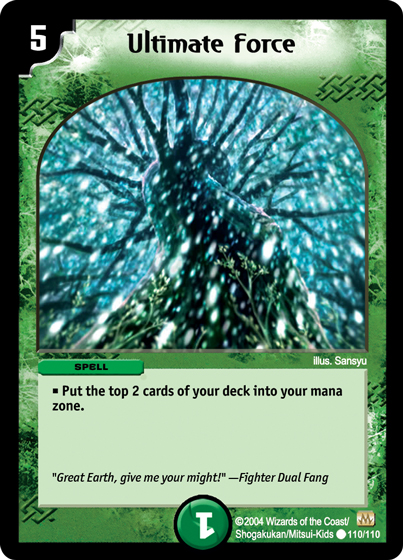 5
Ultimate Force
illus. Sansyu
SPELL
▪ Put the top 2 cards of your deck into your mana
zone.
"Great Earth, give me your might!" —Fighter Dual Fang
1
©2004 Wizards of the Coast/
Shogakukan/Mitsui-Kids ● 110/110